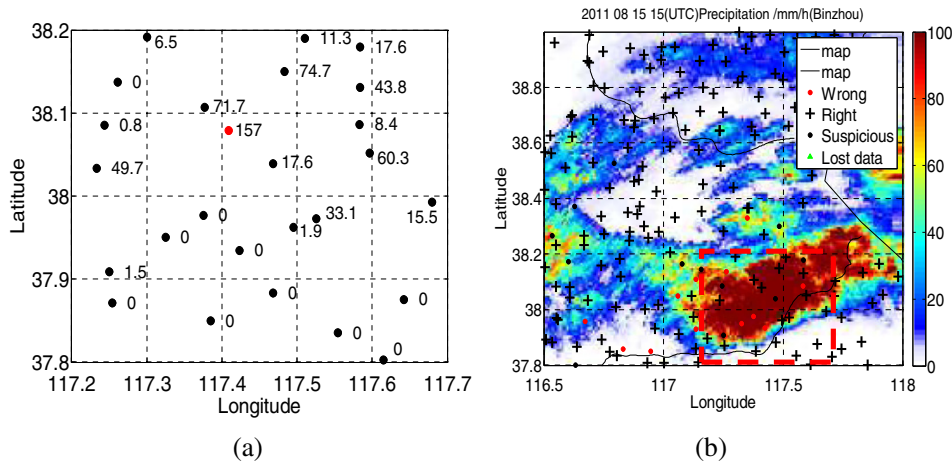 38.2
38.1
38
37.9
37.8
Latitude
117.2 117.3 117.4 117.5 117.6 117.7
Longitude
6.5
11.3
17.6
0
74.7
43.8
71.7
0.8
157
8.4
49.7
17.6
60.3
0
33.1
15.5
0
1.9
0
1.5
0
0
0
0
0
0
(a)
2011 08 15 15(UTC)Precipitation /mm/h(Binzhou)
map
map
Wrong
Right
Suspicious
Lost data
38.8
38.6
38.4
38.2
38
37.8
Latitude
116.5 117 117.5 118
Longitude
100
80
60
40
20
0
(b)